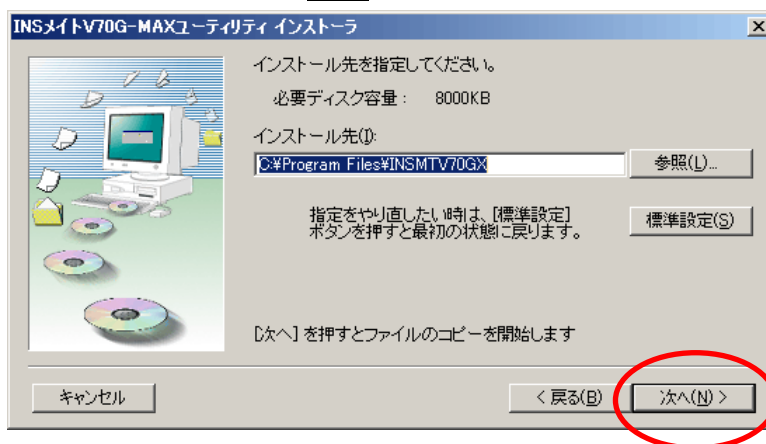 INSメイトV70G-MAXユーティリティ インストーラ
インストール先を指定してください。
必要ディスク容量： 8000KB
インストール先(I):
C:¥Program Files¥INSMTV70GX
参照(L)...
指定をやり直したい時は、[標準設定]
ボタンを押すと最初の状態に戻ります。
標準設定(S)
[次へ] を押すとファイルのコピーを開始します
キャンセル
< 戻る(B)
次へ(N) >